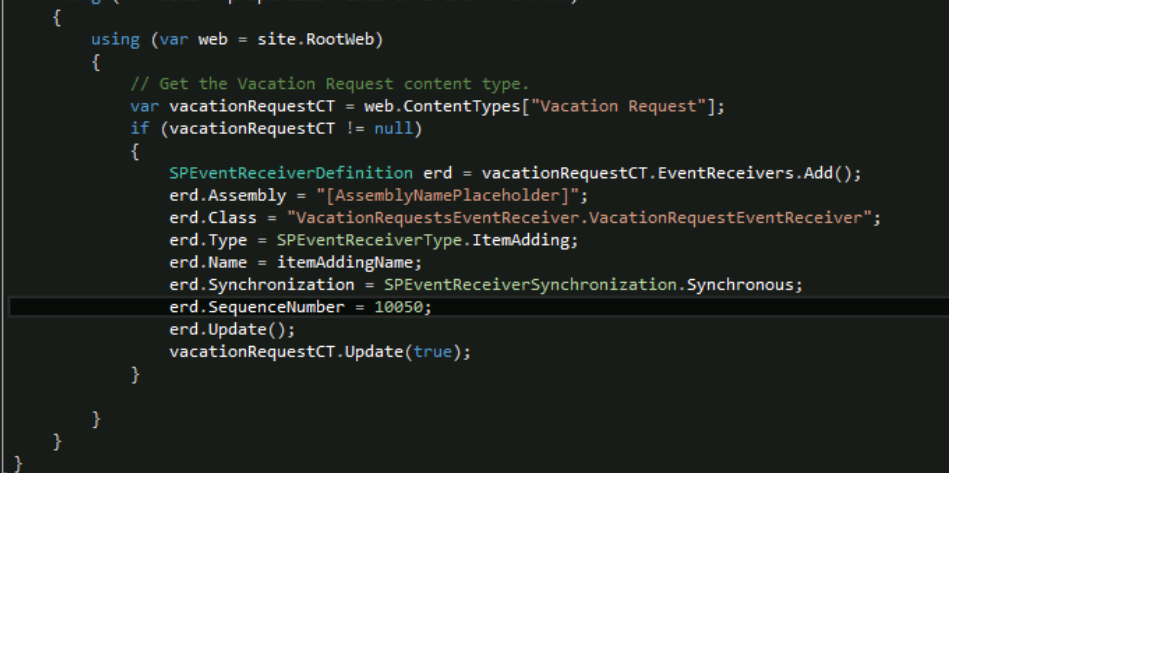 {
using (var web = site.RootWeb)
{
// Get the Vacation Request content type.
var vacationRequestCT = web.ContentTypes["Vacation Request"];
if (vacationRequestCT != null)
{
SPEventReceiverDefinition erd = vacationRequestCT.EventReceivers.Add();
erd.Assembly = "[AssemblyNamePlaceholder]";
erd.Class = "VacationRequestsEventReceiver.VacationRequestEventReceiver";
erd.Type = SPEventReceiverType.ItemAdding;
erd.Name = itemAddingName;
erd.Synchronization = SPEventReceiverSynchronization.Synchronous;
erd.SequenceNumber = 10050;
erd.Update();
vacationRequestCT.Update(true);
}
}
}
}